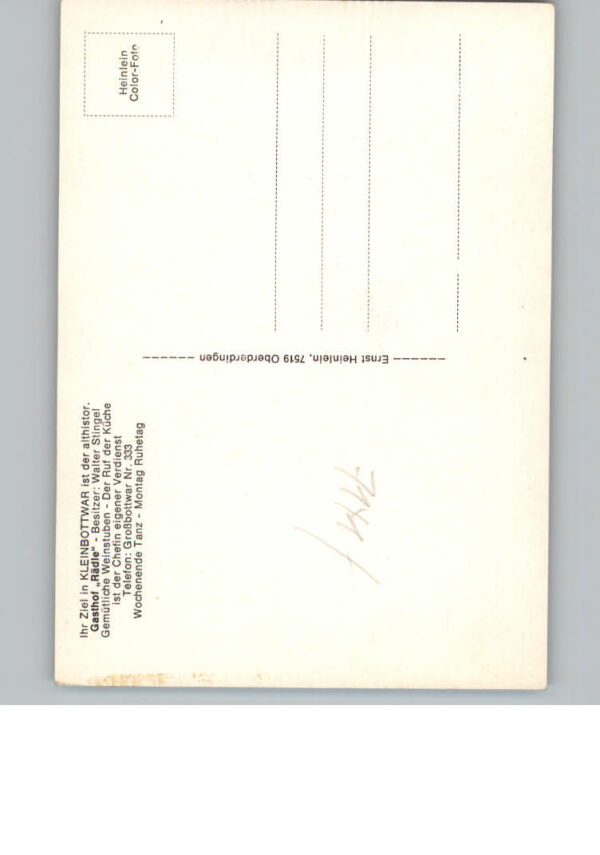 Ihr Ziel in KLEINBOTTWAR ist der althistor.
Gasthof „Rädle" - Besitzer: Walter Stingel
Gemütliche Weinstuben - Der Ruf der Küche
ist der Chefin eigener Verdienst
Telefon: Großbottwar Nr. 333
Wochenende Tanz - Montag Ruhetag
Ernst Heinlein, 7519 Oberderdingen
Heinlein
Color-Foto